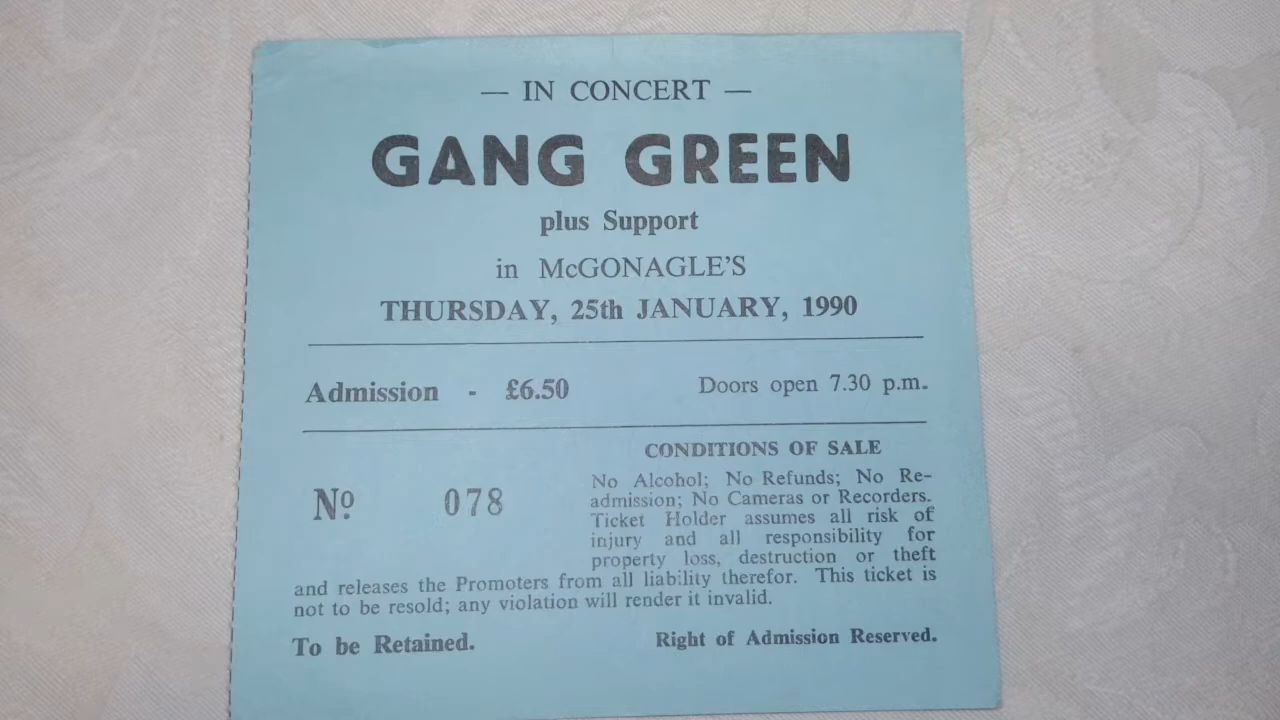 — IN CONCERT —
GANG GREEN
plus Support
in McGONAGLE'S
THURSDAY, 25th JANUARY, 1990
Admission - £6.50 Doors open 7.30 p.m.
CONDITIONS OF SALE
Nº 078
No Alcohol; No Refunds; No Re-
admission; No Cameras or Recorders.
Ticket Holder assumes all risk of
injury and all responsibility for
property loss, destruction or theft
and releases the Promoters from all liability therefor. This ticket is
not to be resold; any violation will render it invalid.
To be Retained. Right of Admission Reserved.